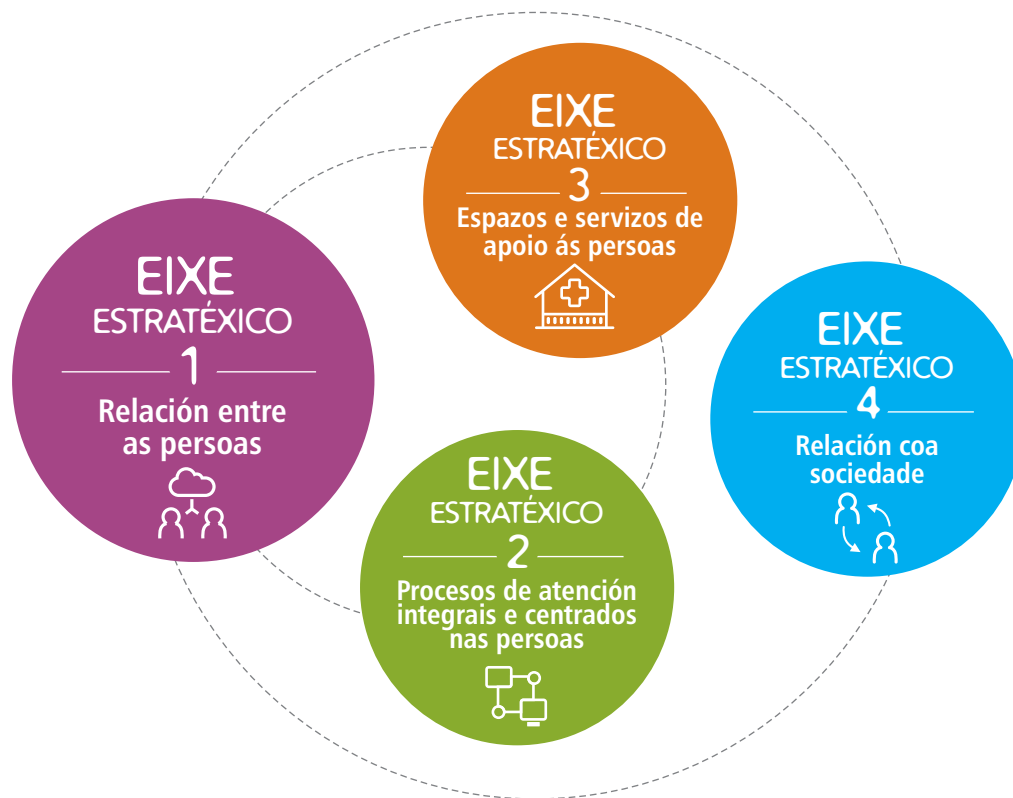 EIXE
ESTRATÉXICO
1
Relación entre
as persoas
EIXE
ESTRATÉXICO
2
Procesos de atención
integrais e centrados
nas persoas
EIXE
ESTRATÉXICO
3
Espazos e servizos de
apoio ás persoas
EIXE
ESTRATÉXICO
4
Relación coa
sociedade